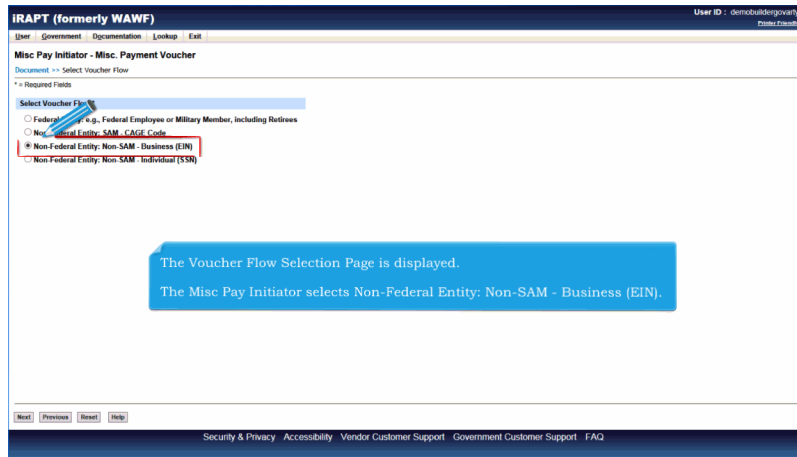 iRAPT (formerly WAWF)
User ID : demobuildergovarty
Printer Friendl
User Government Documentation Lookup Exit
Misc Pay Initiator - Misc. Payment Voucher
Document >> Select Voucher Flow
* = Required Fields
Select Voucher Flow
Federal e.g., Federal Employee or Military Member, including Retirees
Entity: SAM - CAGE Code
Non-Federal Entity: Non-SAM - Business (EIN)
Non-Federal Entity: Non-SAM - Individual (SSN)
The Voucher Flow Selection Page is displayed.
The Misc Pay Initiator selects Non-Federal Entity: Non-SAM - Business (EIN).
Next Previous Reset Help
Security & Privacy Accessibility Vendor Customer Support Government Customer Support FAQ